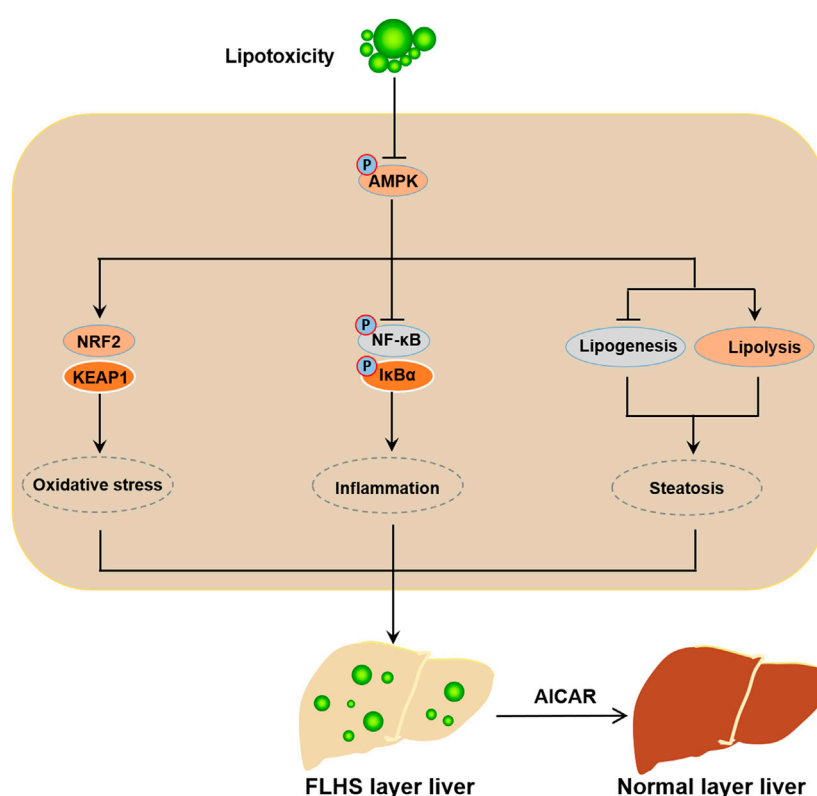 Lipotoxicity
P
AMPK
P
NRF2
NF-κB
Lipogenesis
Lipolysis
P
KEAP1
IκBα
Oxidative stress
Inflammation
Steatosis
AICAR
FLHS layer liver
Normal layer liver